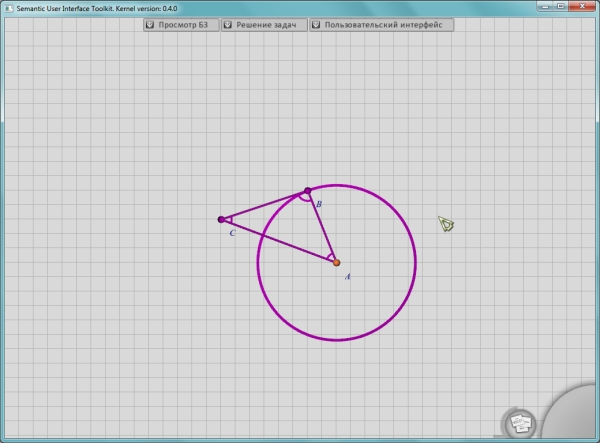 Semantic User Interface Toolkit. Kernel version: 0.4.0
Просмотр БЗ Решение задач Пользовательский интерфейс
B
C
A